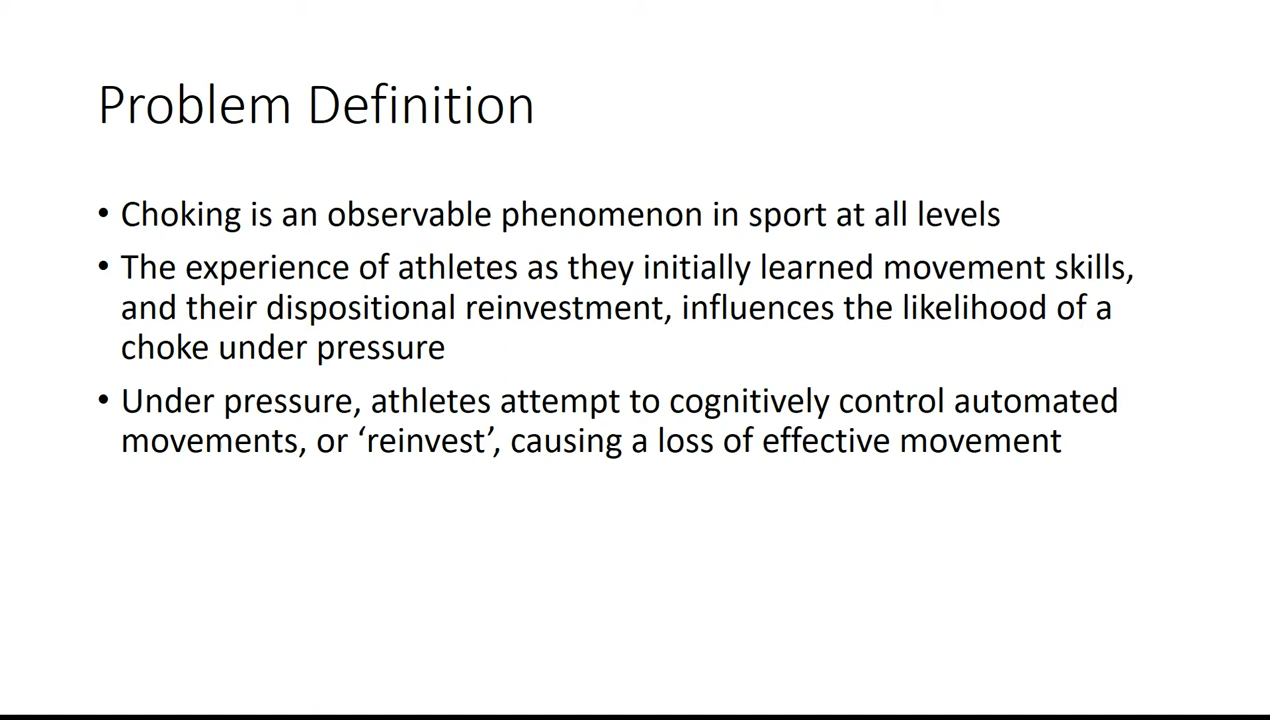 Problem Definition
• Choking is an observable phenomenon in sport at all levels
• The experience of athletes as they initially learned movement skills,
and their dispositional reinvestment, influences the likelihood of a
choke under pressure
• Under pressure, athletes attempt to cognitively control automated
movements, or ‘reinvest’, causing a loss of effective movement